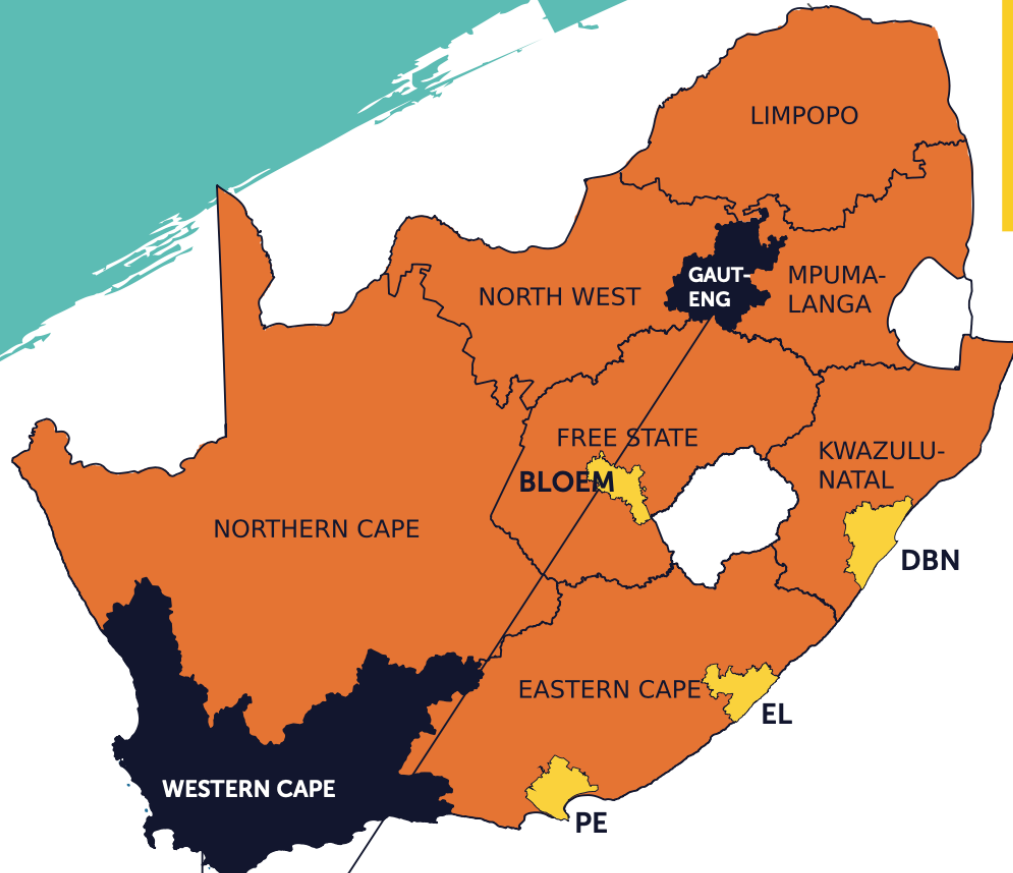 LIMPOPO
GAUT-
ENG
MPUMA-
LANGA
NORTH WEST
FREE STATE
BLOEM
KWAZULU-
NATAL
DBN
NORTHERN CAPE
EASTERN CAPE
EL
WESTERN CAPE
PE